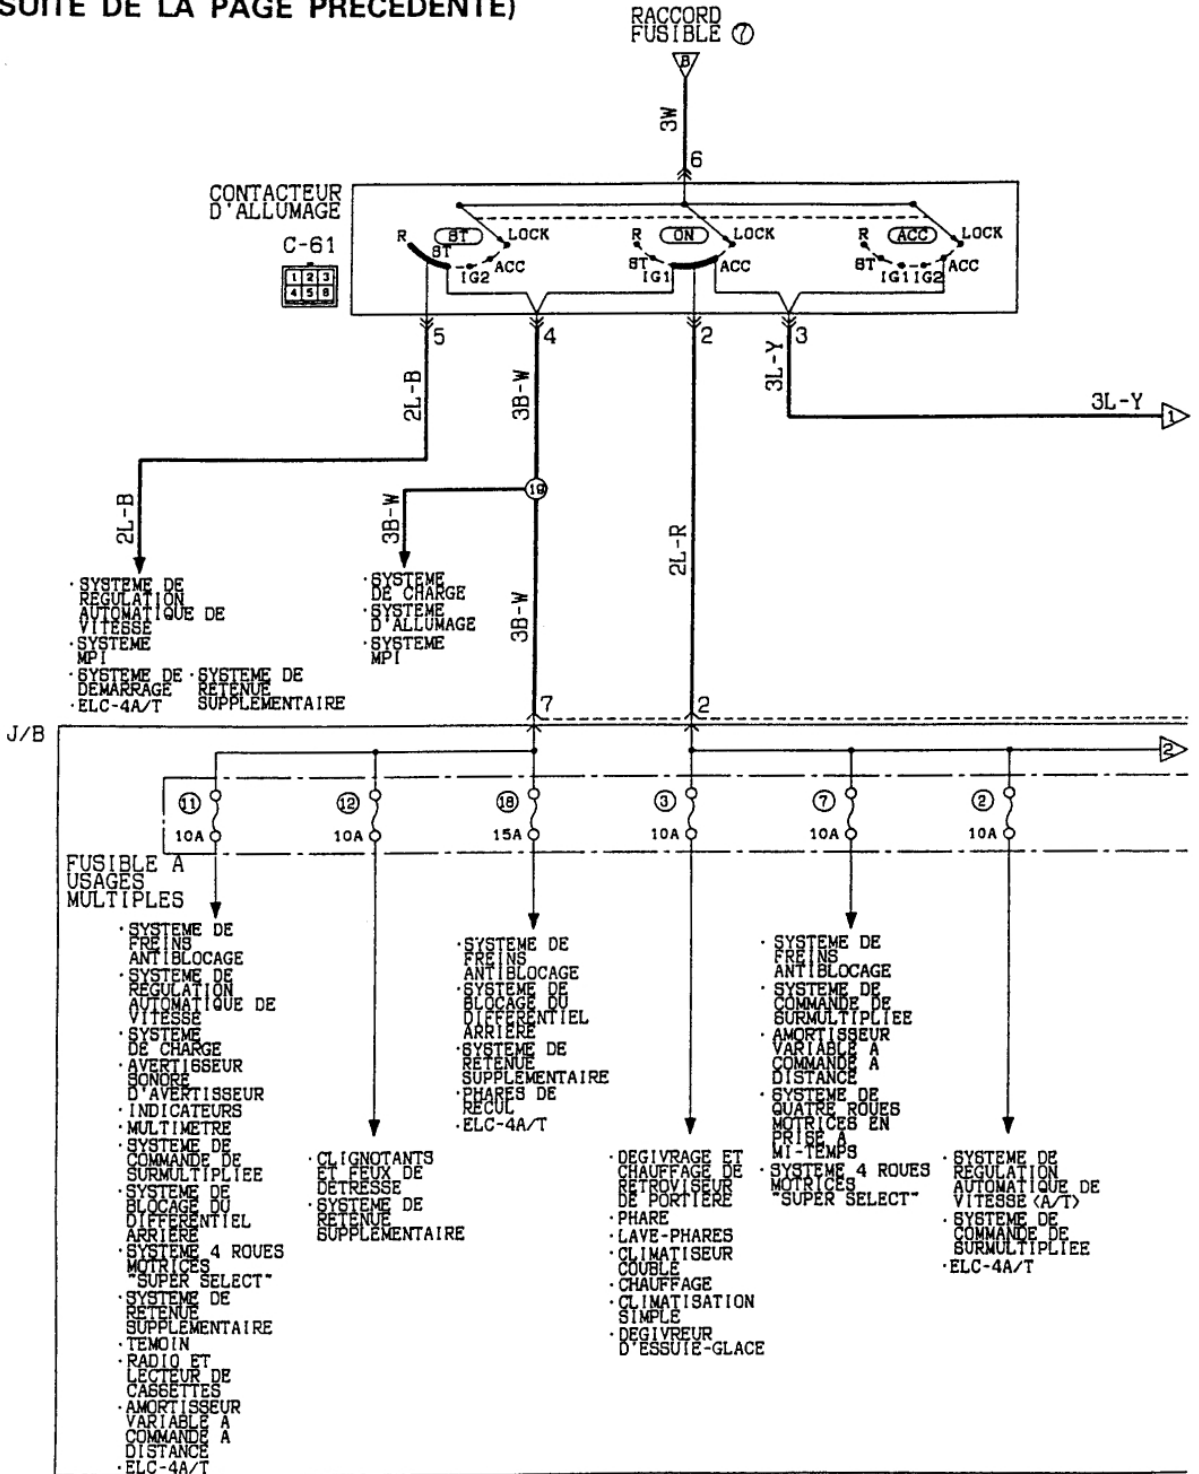 SUITE DE LA PAGE PRECEDENTE)
RACCORD
FUSIBLE ⑦
B
3W
6
CONTACTEUR
D'ALLUMAGE
C-61
1 2 3
4 5 6
R
ST
ST
LOCK
IG2
ACC
R
ON
LOCK
ST
IG1
ACC
R
ACC
LOCK
ST
IG1 IG2
ACC
5
4
2
3
2L-B
3B-W
3L-Y
3L-Y
1
19
2L-B
3B-W
2L-R
3B-W
·SYSTEME DE
REGULATION
AUTOMATIQUE DE
VITESSE
·SYSTEME
MPI
·SYSTEME DE
DEMARRAGE
·ELC-4A/T
·SYSTEME DE
RETENUE
SUPPLEMENTAIRE
·SYSTEME
DE CHARGE
·SYSTEME
D'ALLUMAGE
·SYSTEME
MPI
7
2
J/B
2
⑪
10A
⑫
10A
⑱
15A
③
10A
⑦
10A
②
10A
FUSIBLE A
USAGES
MULTIPLES
·SYSTEME DE
FREINS
ANTIBLOCAGE
·SYSTEME DE
REGULATION
AUTOMATIQUE DE
VITESSE
·SYSTEME
DE CHARGE
·AVERTISSEUR
SONORE
D'AVERTISSEUR
·INDICATEURS
·MULTIMETRE
·SYSTEME DE
COMMANDE DE
SURMULTIPLIEE
·SYSTEME DE
BLOCAGE DU
DIFFERENTIEL
ARRIERE
·SYSTEME 4 ROUES
MOTRICES
"SUPER SELECT"
·SYSTEME DE
RETENUE
SUPPLEMENTAIRE
·TEMOIN
·RADIO ET
LECTEUR DE
CASSETTES
·AMORTISSEUR
VARIABLE A
COMMANDE A
DISTANCE
·ELC-4A/T
·CLIGNOTANTS
ET FEUX DE
DETRESSE
·SYSTEME DE
RETENUE
SUPPLEMENTAIRE
·SYSTEME DE
FREINS
ANTIBLOCAGE
·SYSTEME DE
BLOCAGE DU
DIFFERENTIEL
ARRIERE
·SYSTEME DE
RETENUE
SUPPLEMENTAIRE
·PHARES DE
RECUL
·ELC-4A/T
·DEGIVRAGE ET
CHAUFFAGE DE
RETROVISEUR
DE PORTIERE
·PHARE
·LAVE-PHARES
·CLIMATISEUR
COUBLE
·CHAUFFAGE
·CLIMATISATION
SIMPLE
·DEGIVREUR
D'ESSUIE-GLACE
·SYSTEME DE
FREINS
ANTIBLOCAGE
·SYSTEME DE
COMMANDE DE
SURMULTIPLIEE
·AMORTISSEUR
VARIABLE A
COMMANDE A
DISTANCE
·SYSTEME DE
QUATRE ROUES
MOTRICES EN
PRISE A
MI-TEMPS
·SYSTEME 4 ROUES
MOTRICES
"SUPER SELECT"
·SYSTEME DE
REGULATION
AUTOMATIQUE DE
VITESSE (A/T)
·SYSTEME DE
COMMANDE DE
SURMULTIPLIEE
·ELC-4A/T